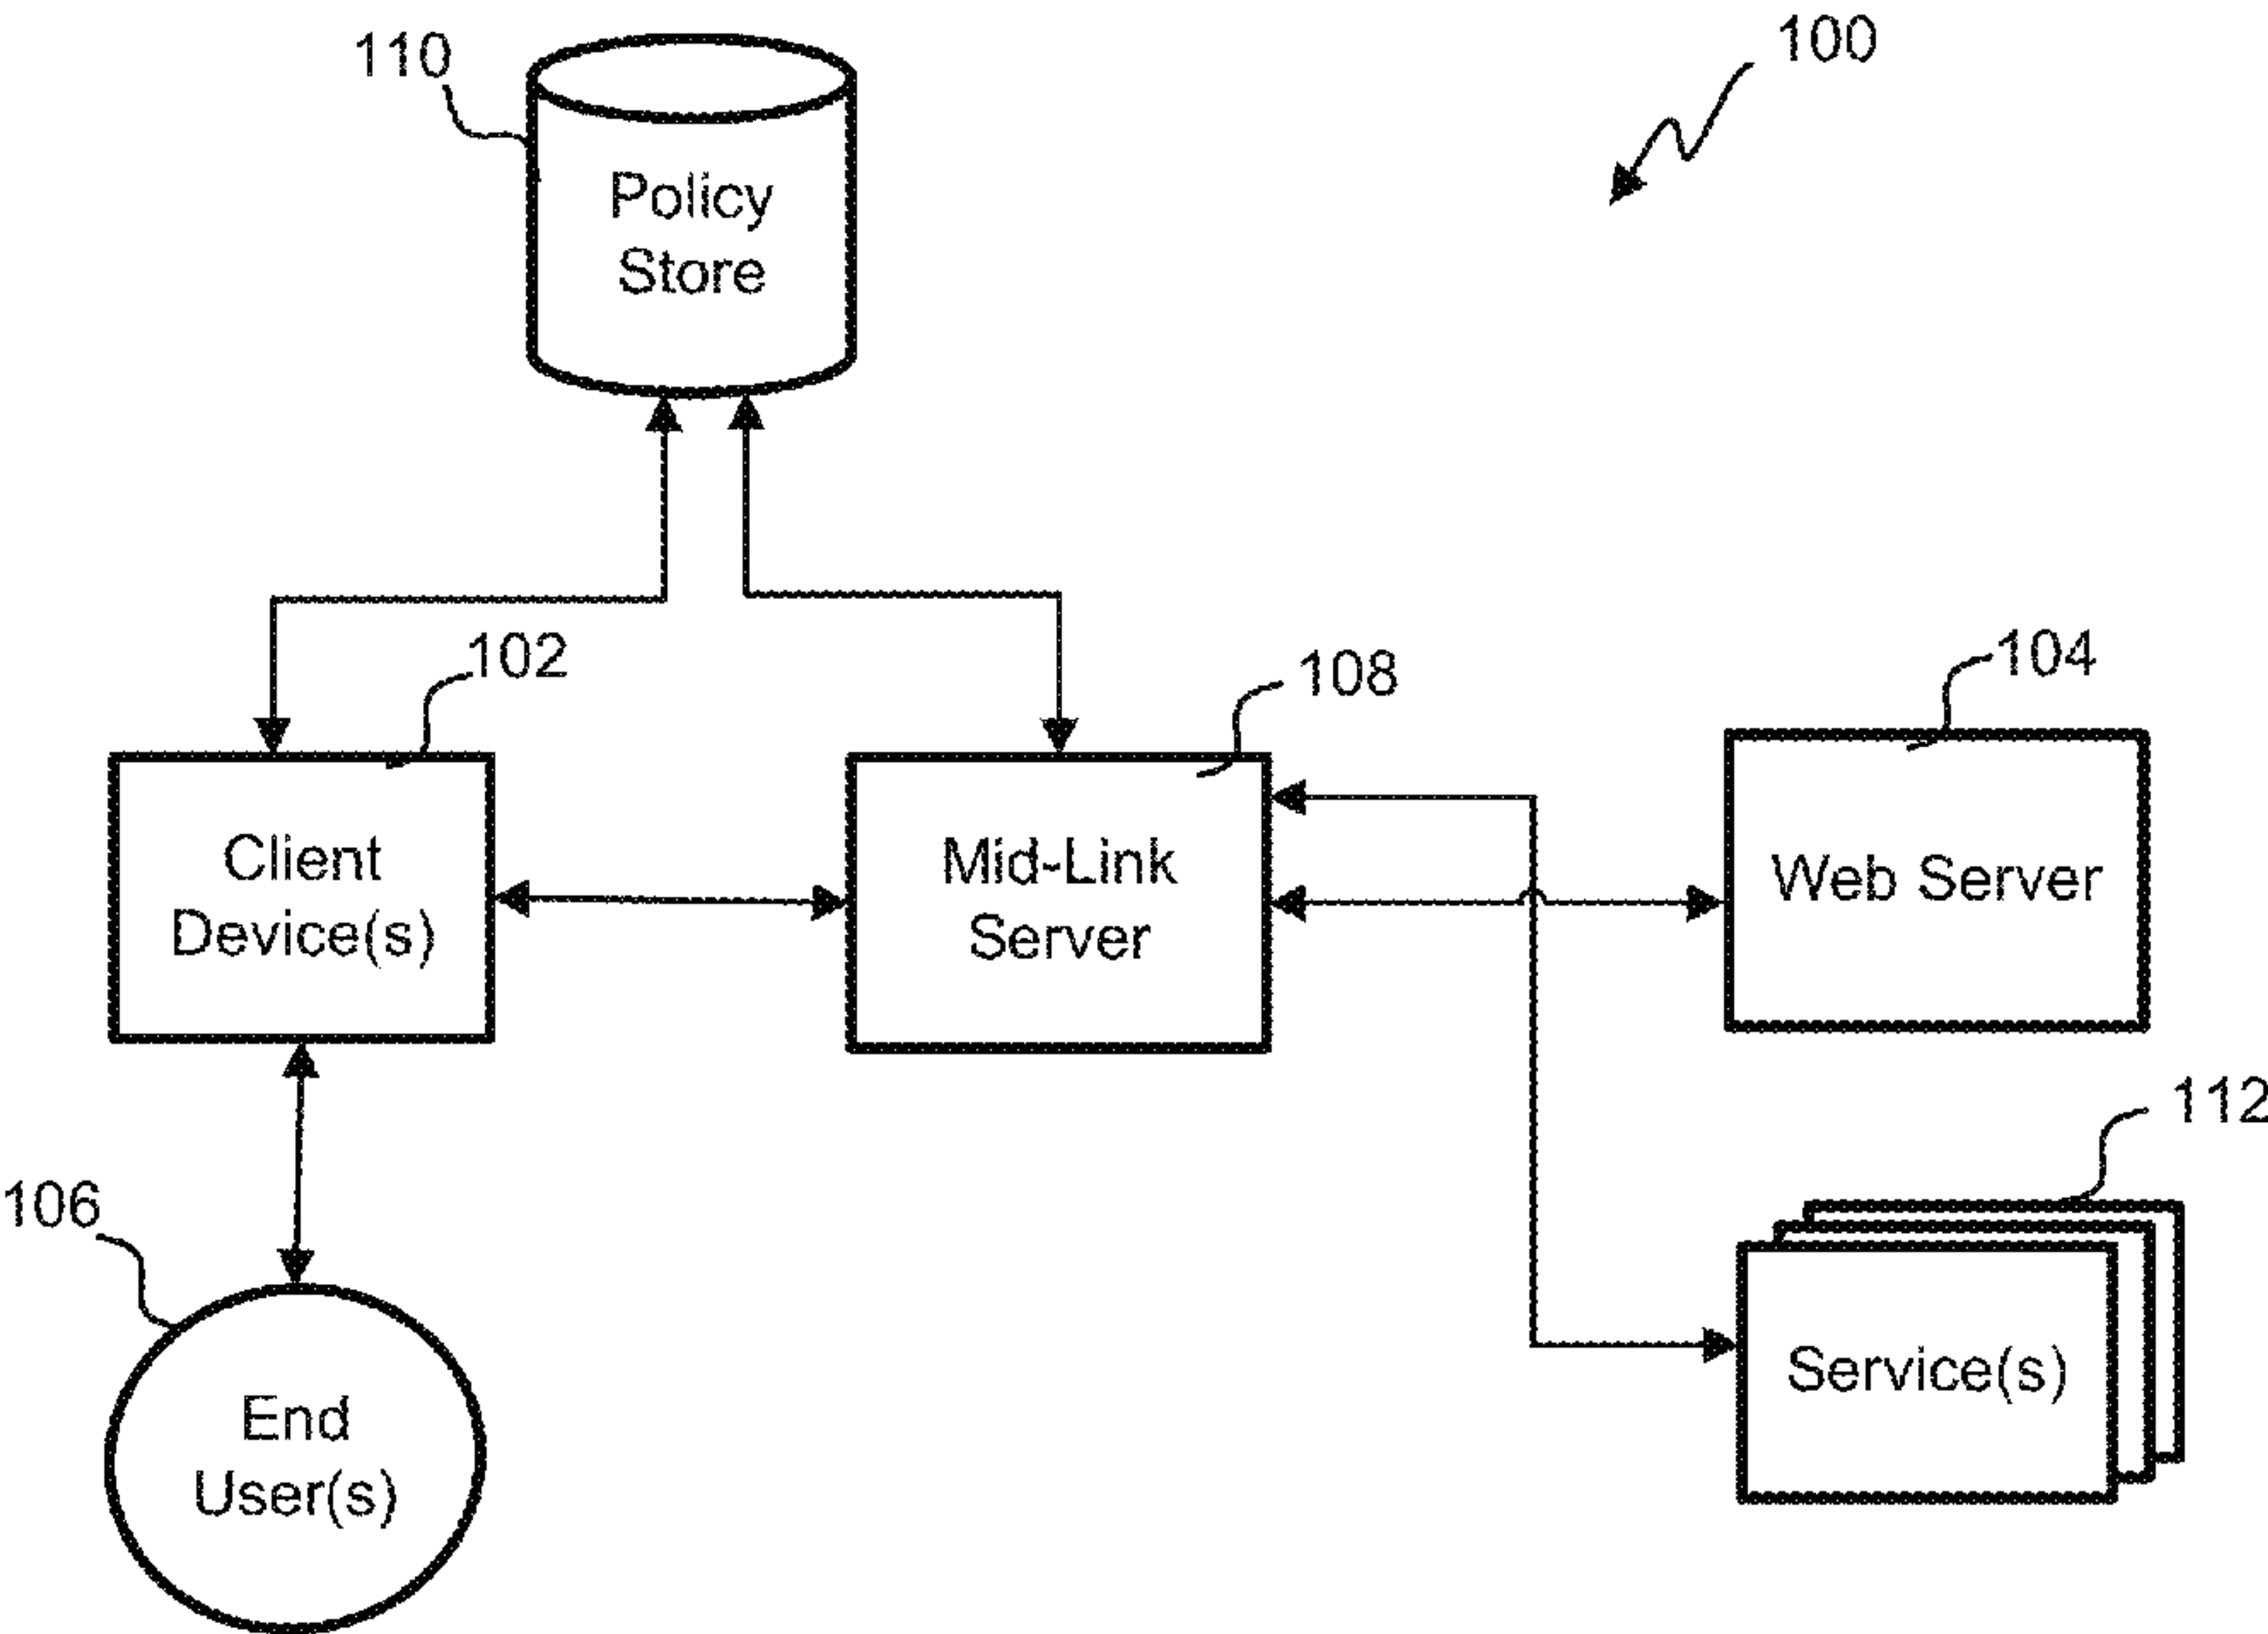 110
100
Policy
Store
102
108
104
Client
Device(s)
Mid-Link
Server
Web Server
112
106
Service(s)
End
User(s)